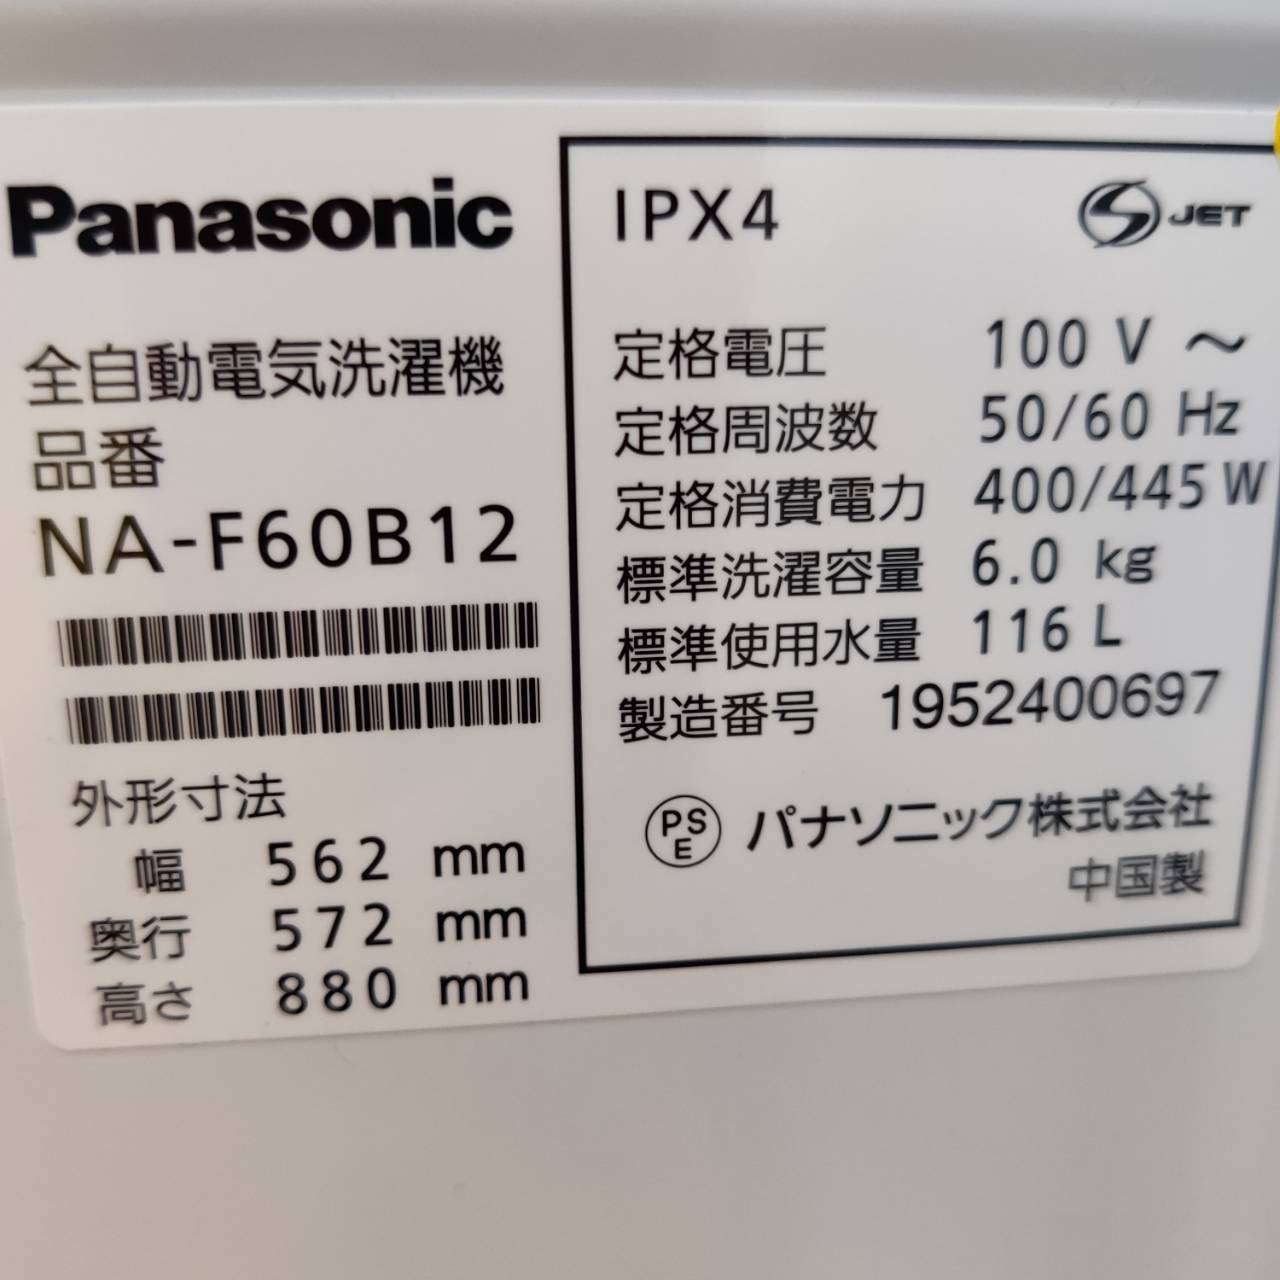 Panasonic
全自動電気洗濯機
品番
NA-F60B12
外形寸法
幅 562 mm
奥行 572 mm
高さ 880 mm
IPX4
S JET
定格電圧 100 V ～
定格周波数 50/60 Hz
定格消費電力 400/445 W
標準洗濯容量 6.0 kg
標準使用水量 116 L
製造番号 1952400697
PSE パナソニック株式会社
中国製